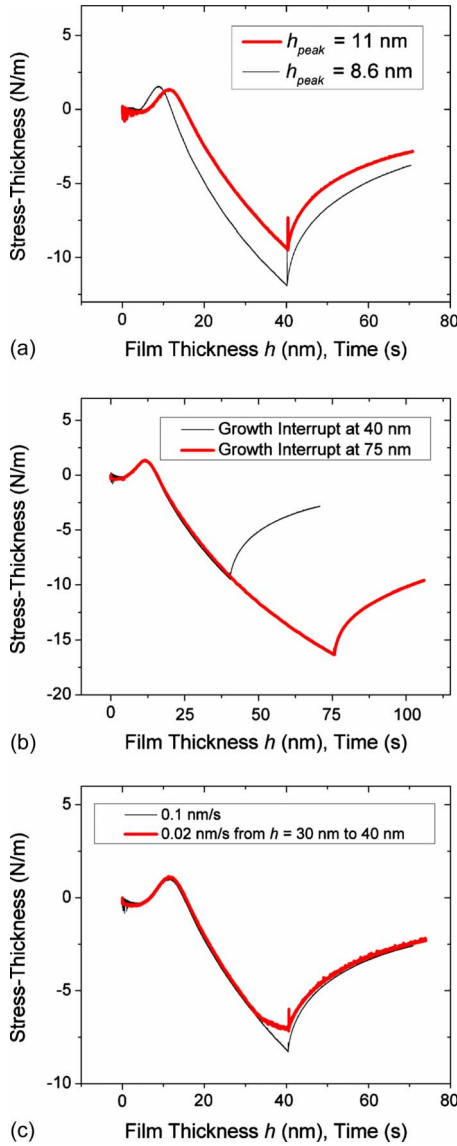 5
0
-5
-10
Stress-Thickness (N/m)
h_peak = 11 nm
h_peak = 8.6 nm
0 20 40 60 80
(a) Film Thickness h (nm), Time (s)
5
0
-5
-10
-15
-20
Stress-Thickness (N/m)
Growth Interrupt at 40 nm
Growth Interrupt at 75 nm
0 25 50 75 100
(b) Film Thickness h (nm), Time (s)
5
0
-5
-10
Stress-Thickness (N/m)
0.1 nm/s
0.02 nm/s from h = 30 nm to 40 nm
0 20 40 60 80
(c) Film Thickness h (nm), Time (s)